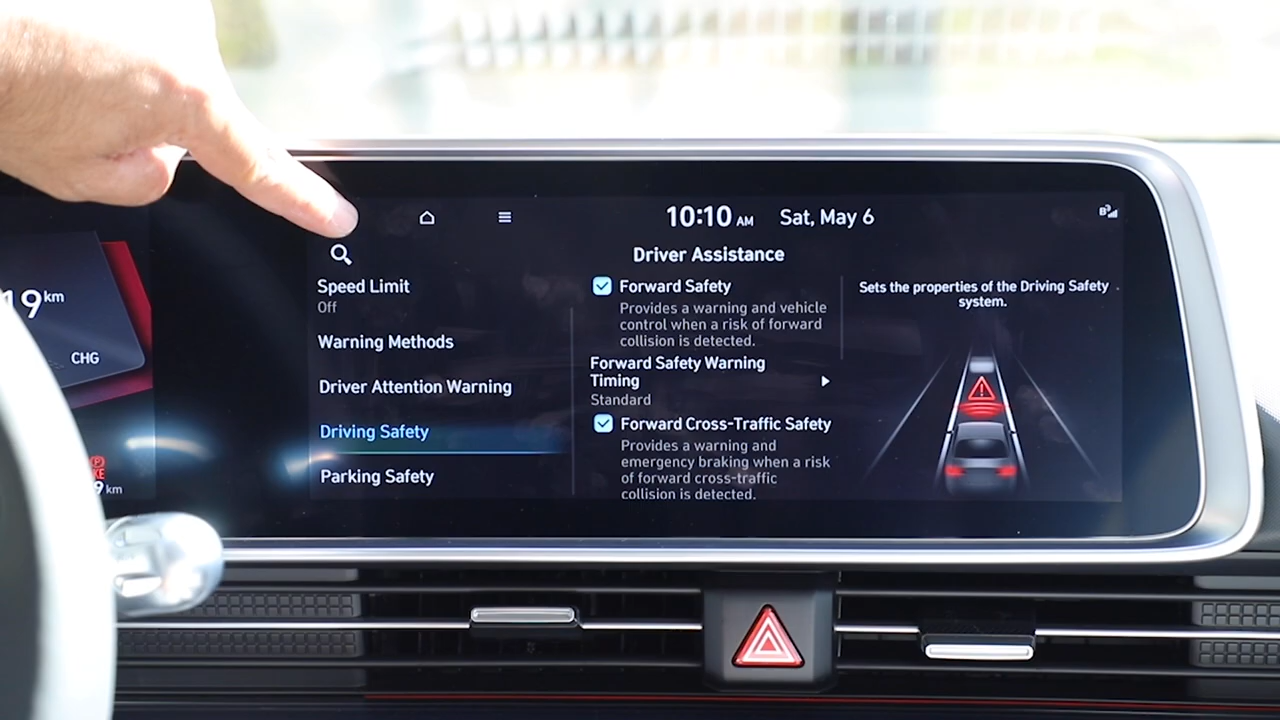 10:10 AM Sat, May 6
Driver Assistance
Speed Limit
Off
Warning Methods
Driver Attention Warning
Driving Safety
Parking Safety
Forward Safety
Provides a warning and vehicle
control when a risk of forward
collision is detected.
Forward Safety Warning
Timing
Standard
Forward Cross-Traffic Safety
Provides a warning and
emergency braking when a risk
of forward cross-traffic
collision is detected.
Sets the properties of the Driving Safety
system.
19 km
CHG
9 km